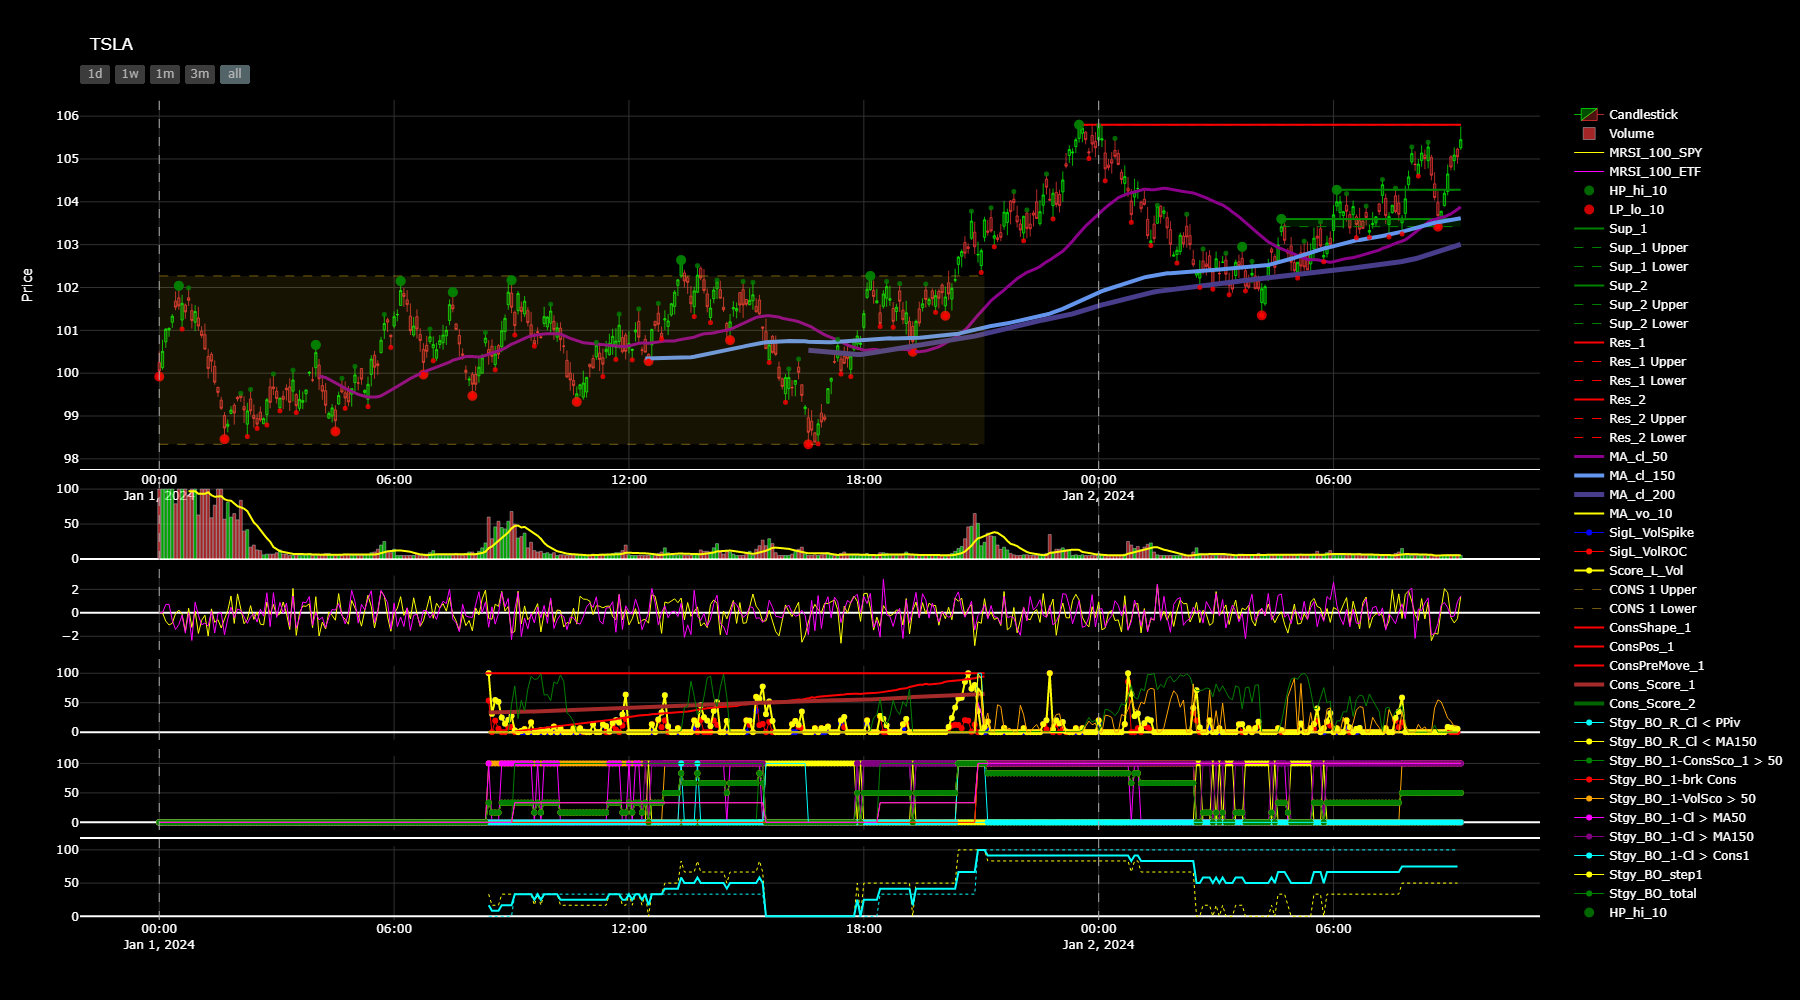 TSLA
1d 1w 1m 3m all
Price
106
105
104
103
102
101
100
99
98
00:00 06:00 12:00 18:00 00:00 06:00
Jan 1, 2024 Jan 2, 2024
100
50
0
2
0
−2
100
50
0
100
50
0
100
50
0
00:00 06:00 12:00 18:00 00:00 06:00
Jan 1, 2024 Jan 2, 2024
Candlestick
Volume
MRSI_100_SPY
MRSI_100_ETF
HP_hi_10
LP_lo_10
Sup_1
Sup_1 Upper
Sup_1 Lower
Sup_2
Sup_2 Upper
Sup_2 Lower
Res_1
Res_1 Upper
Res_1 Lower
Res_2
Res_2 Upper
Res_2 Lower
MA_cl_50
MA_cl_150
MA_cl_200
MA_vo_10
SigL_VolSpike
SigL_VolROC
Score_L_Vol
CONS 1 Upper
CONS 1 Lower
ConsShape_1
ConsPos_1
ConsPreMove_1
Cons_Score_1
Cons_Score_2
Stgy_BO_R_Cl < PPiv
Stgy_BO_R_Cl < MA150
Stgy_BO_1-ConsSco_1 > 50
Stgy_BO_1-brk Cons
Stgy_BO_1-VolSco > 50
Stgy_BO_1-Cl > MA50
Stgy_BO_1-Cl > MA150
Stgy_BO_1-Cl > Cons1
Stgy_BO_step1
Stgy_BO_total
HP_hi_10